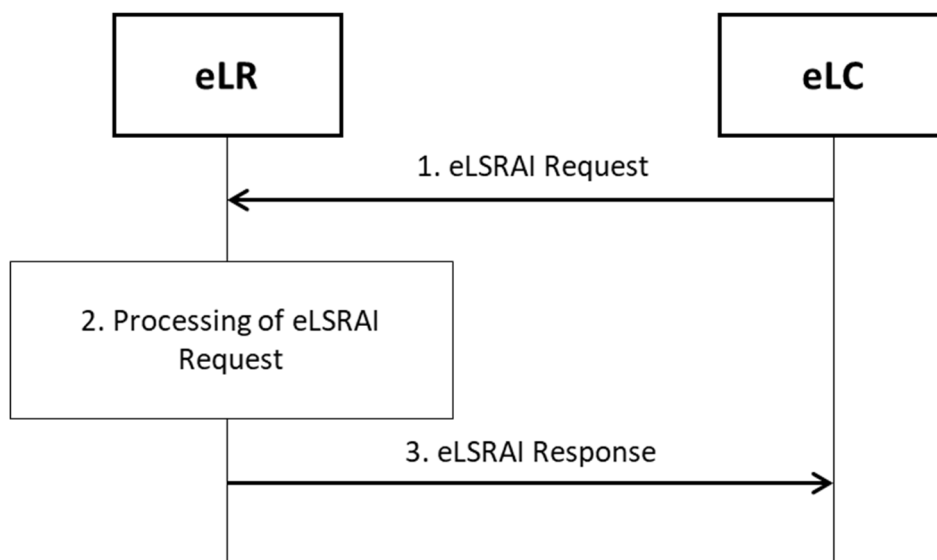 eLR
eLC
1. eLSRAI Request
2. Processing of eLSRAI
Request
3. eLSRAI Response